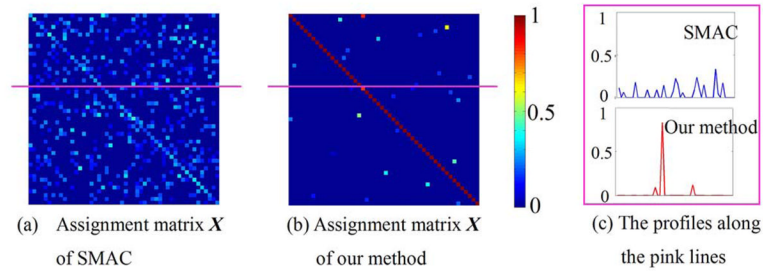 1
0.5
0
1
0.5
0
SMAC
1
0.5
0
Our method
(a) Assignment matrix X
of SMAC
(b) Assignment matrix X
of our method
(c) The profiles along
the pink lines